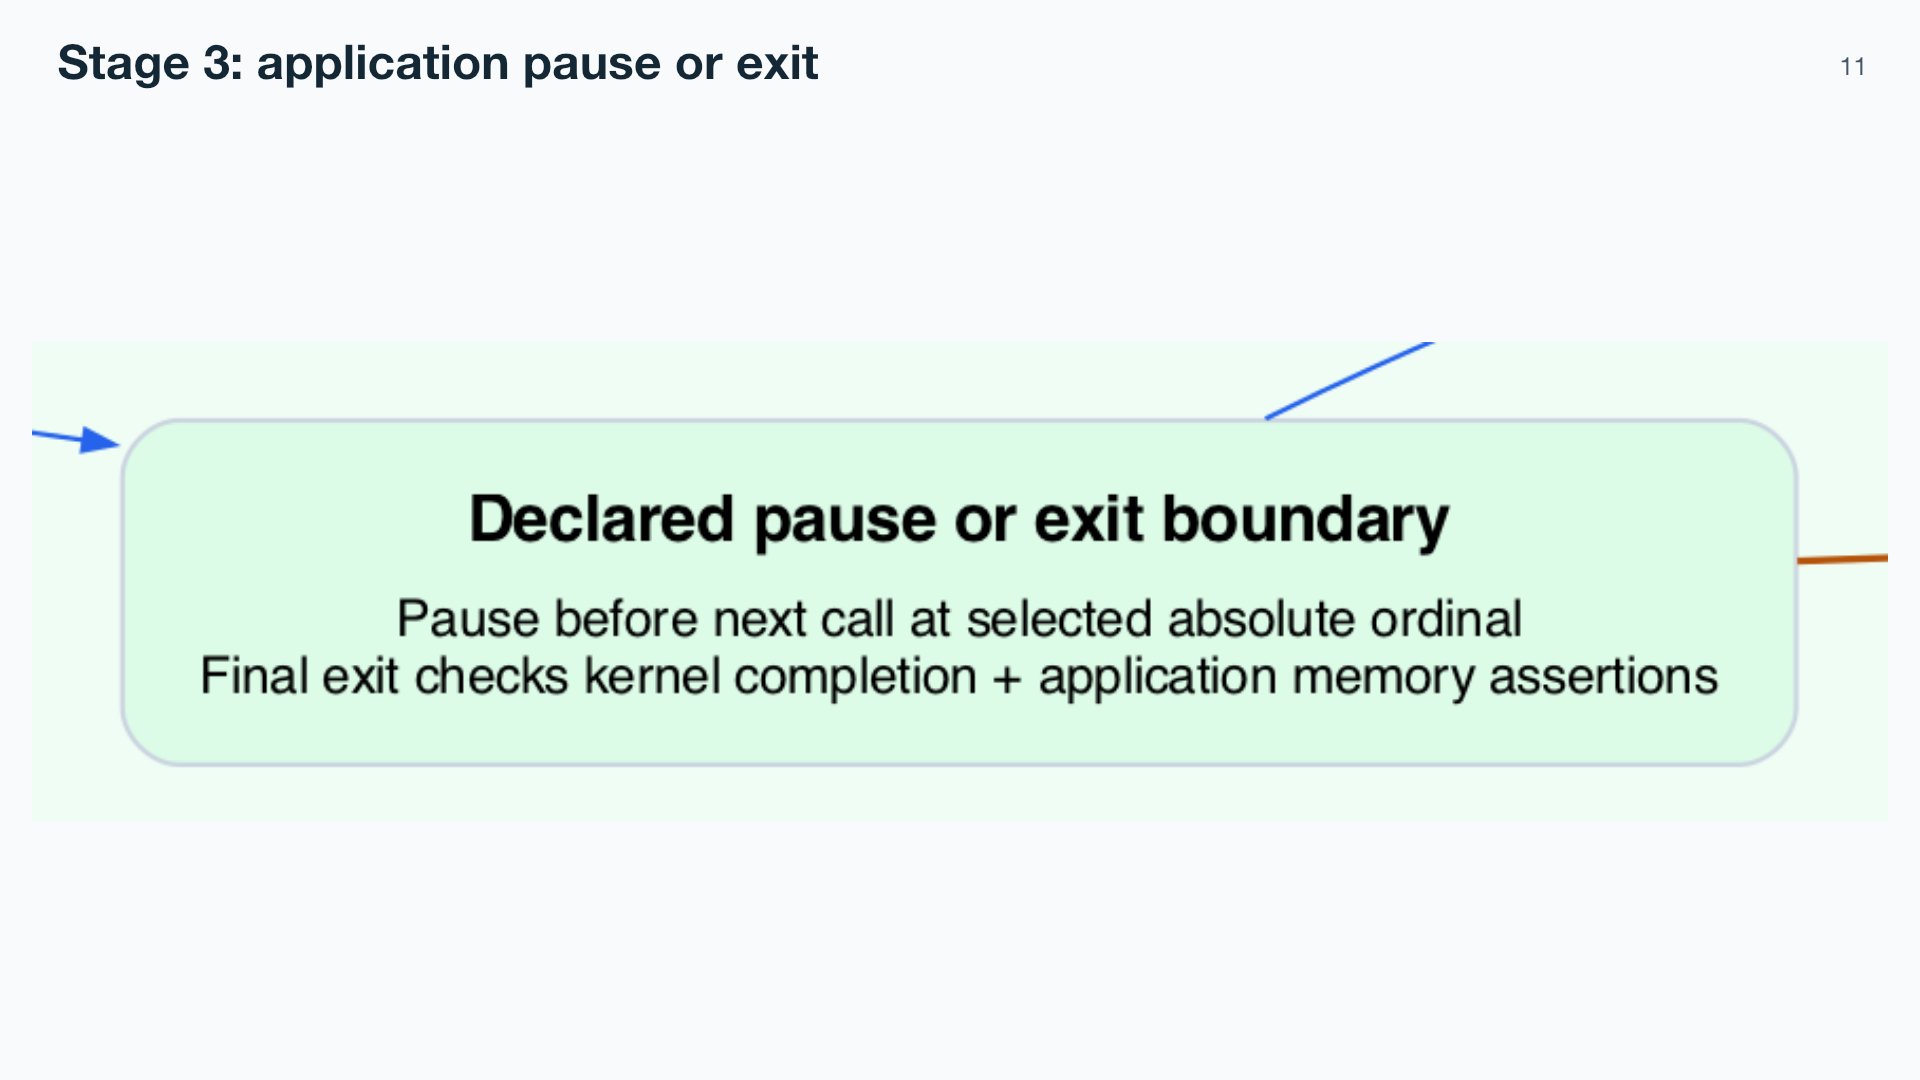 Stage 3: application pause or exit
11
Declared pause or exit boundary
Pause before next call at selected absolute ordinal
Final exit checks kernel completion + application memory assertions